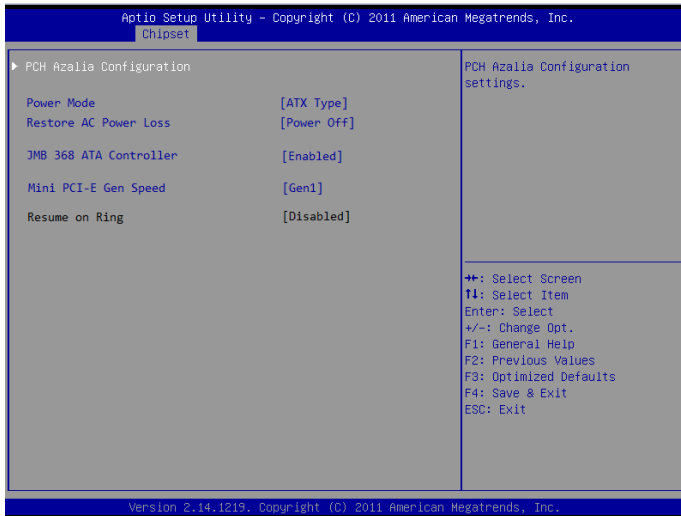 Aptio Setup Utility – Copyright (C) 2011 American Megatrends, Inc.
Chipset
PCH Azalia Configuration
Power Mode [ATX Type]
Restore AC Power Loss [Power Off]
JMB 368 ATA Controller [Enabled]
Mini PCI-E Gen Speed [Gen1]
Resume on Ring [Disabled]
PCH Azalia Configuration
settings.
→←: Select Screen
↑↓: Select Item
Enter: Select
+/-: Change Opt.
F1: General Help
F2: Previous Values
F3: Optimized Defaults
F4: Save & Exit
ESC: Exit
Version 2.14.1219. Copyright (C) 2011 American Megatrends, Inc.